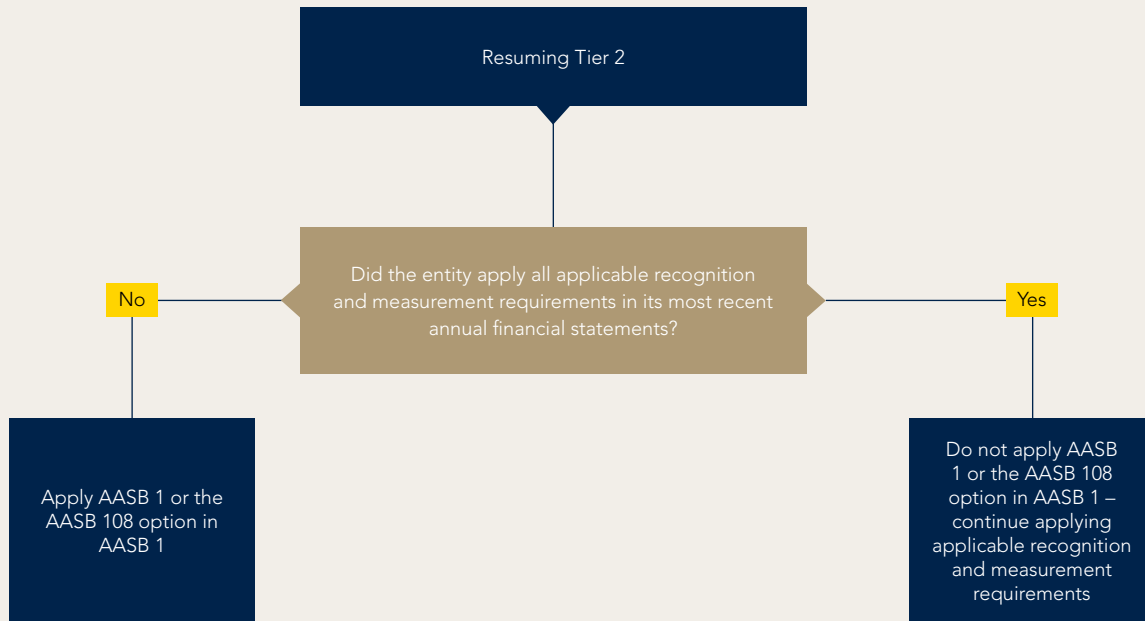 Resuming Tier 2
Did the entity apply all applicable recognition
and measurement requirements in its most recent
annual financial statements?
No
Yes
Apply AASB 1 or the
AASB 108 option in
AASB 1
Do not apply AASB
1 or the AASB 108
option in AASB 1 –
continue applying
applicable recognition
and measurement
requirements